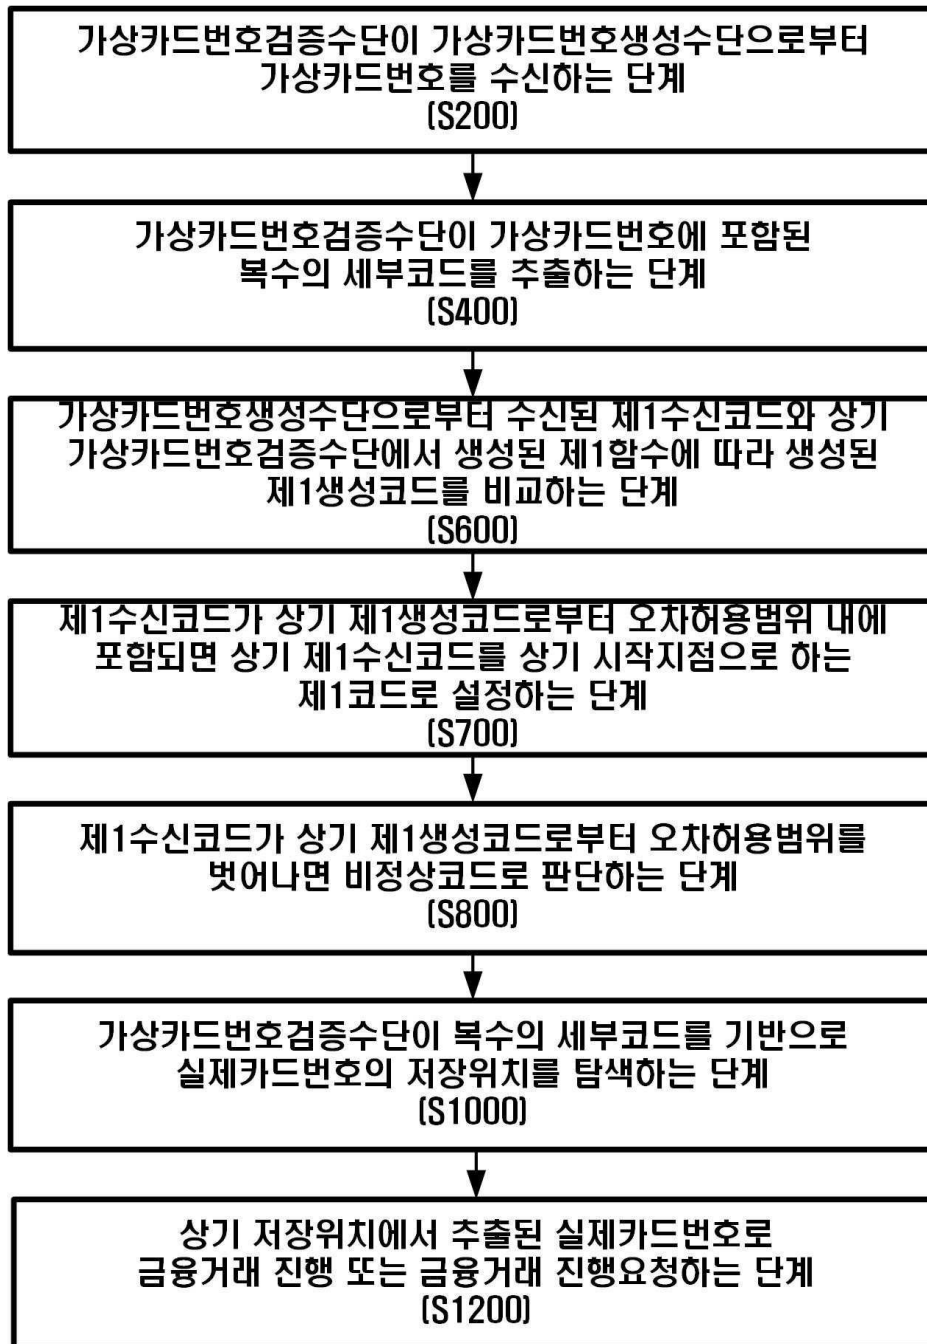 가상카드번호검증수단이 가상카드번호생성수단으로부터
가상카드번호를 수신하는 단계
(S200)
가상카드번호검증수단이 가상카드번호에 포함된
복수의 세부코드를 추출하는 단계
(S400)
가상카드번호생성수단으로부터 수신된 제1수신코드와 상기
가상카드번호검증수단에서 생성된 제1함수에 따라 생성된
제1생성코드를 비교하는 단계
(S600)
제1수신코드가 상기 제1생성코드로부터 오차허용범위 내에
포함되면 상기 제1수신코드를 상기 시작지점으로 하는
제1코드로 설정하는 단계
(S700)
제1수신코드가 상기 제1생성코드로부터 오차허용범위를
벗어나면 비정상코드로 판단하는 단계
(S800)
가상카드번호검증수단이 복수의 세부코드를 기반으로
실제카드번호의 저장위치를 탐색하는 단계
(S1000)
상기 저장위치에서 추출된 실제카드번호로
금융거래 진행 또는 금융거래 진행요청하는 단계
(S1200)